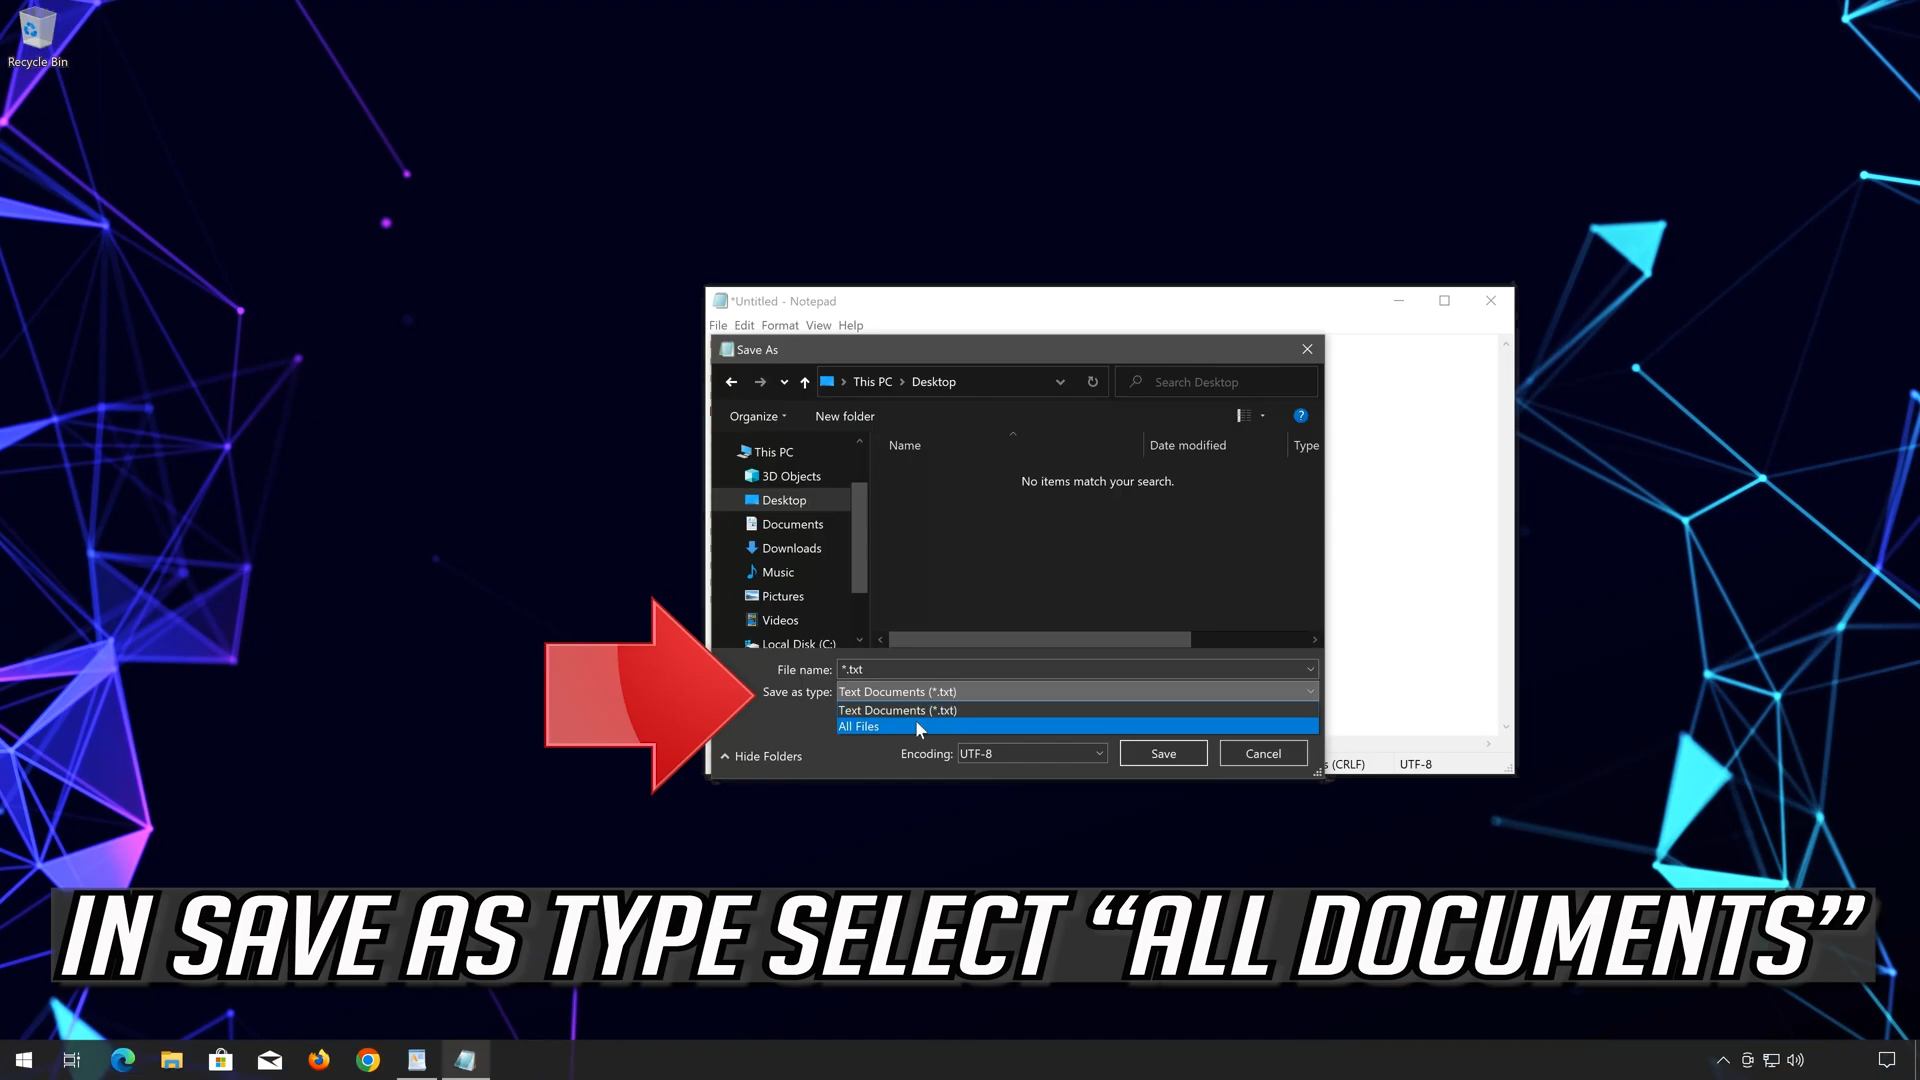 Recycle Bin
*Untitled - Notepad
File Edit Format View Help
Save As
This PC Desktop
Search Desktop
Organize New folder
Name Date modified Type
No items match your search.
This PC
3D Objects
Desktop
Documents
Downloads
Music
Pictures
Videos
Local Disk (C:)
File name: *.txt
Save as type: Text Documents (*.txt)
Text Documents (*.txt)
All Files
Hide Folders
Encoding: UTF-8
Save Cancel
s (CRLF) UTF-8
IN SAVE AS TYPE SELECT “ALL DOCUMENTS”